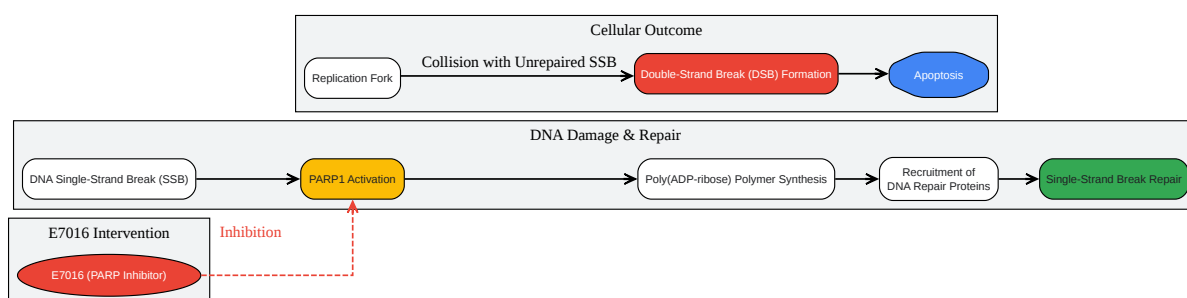 Cellular Outcome
Replication Fork
Collision with Unrepaired SSB
Double-Strand Break (DSB) Formation
Apoptosis
DNA Damage & Repair
DNA Single-Strand Break (SSB)
PARP1 Activation
Poly(ADP-ribose) Polymer Synthesis
Recruitment of
DNA Repair Proteins
Single-Strand Break Repair
E7016 Intervention
Inhibition
E7016 (PARP Inhibitor)